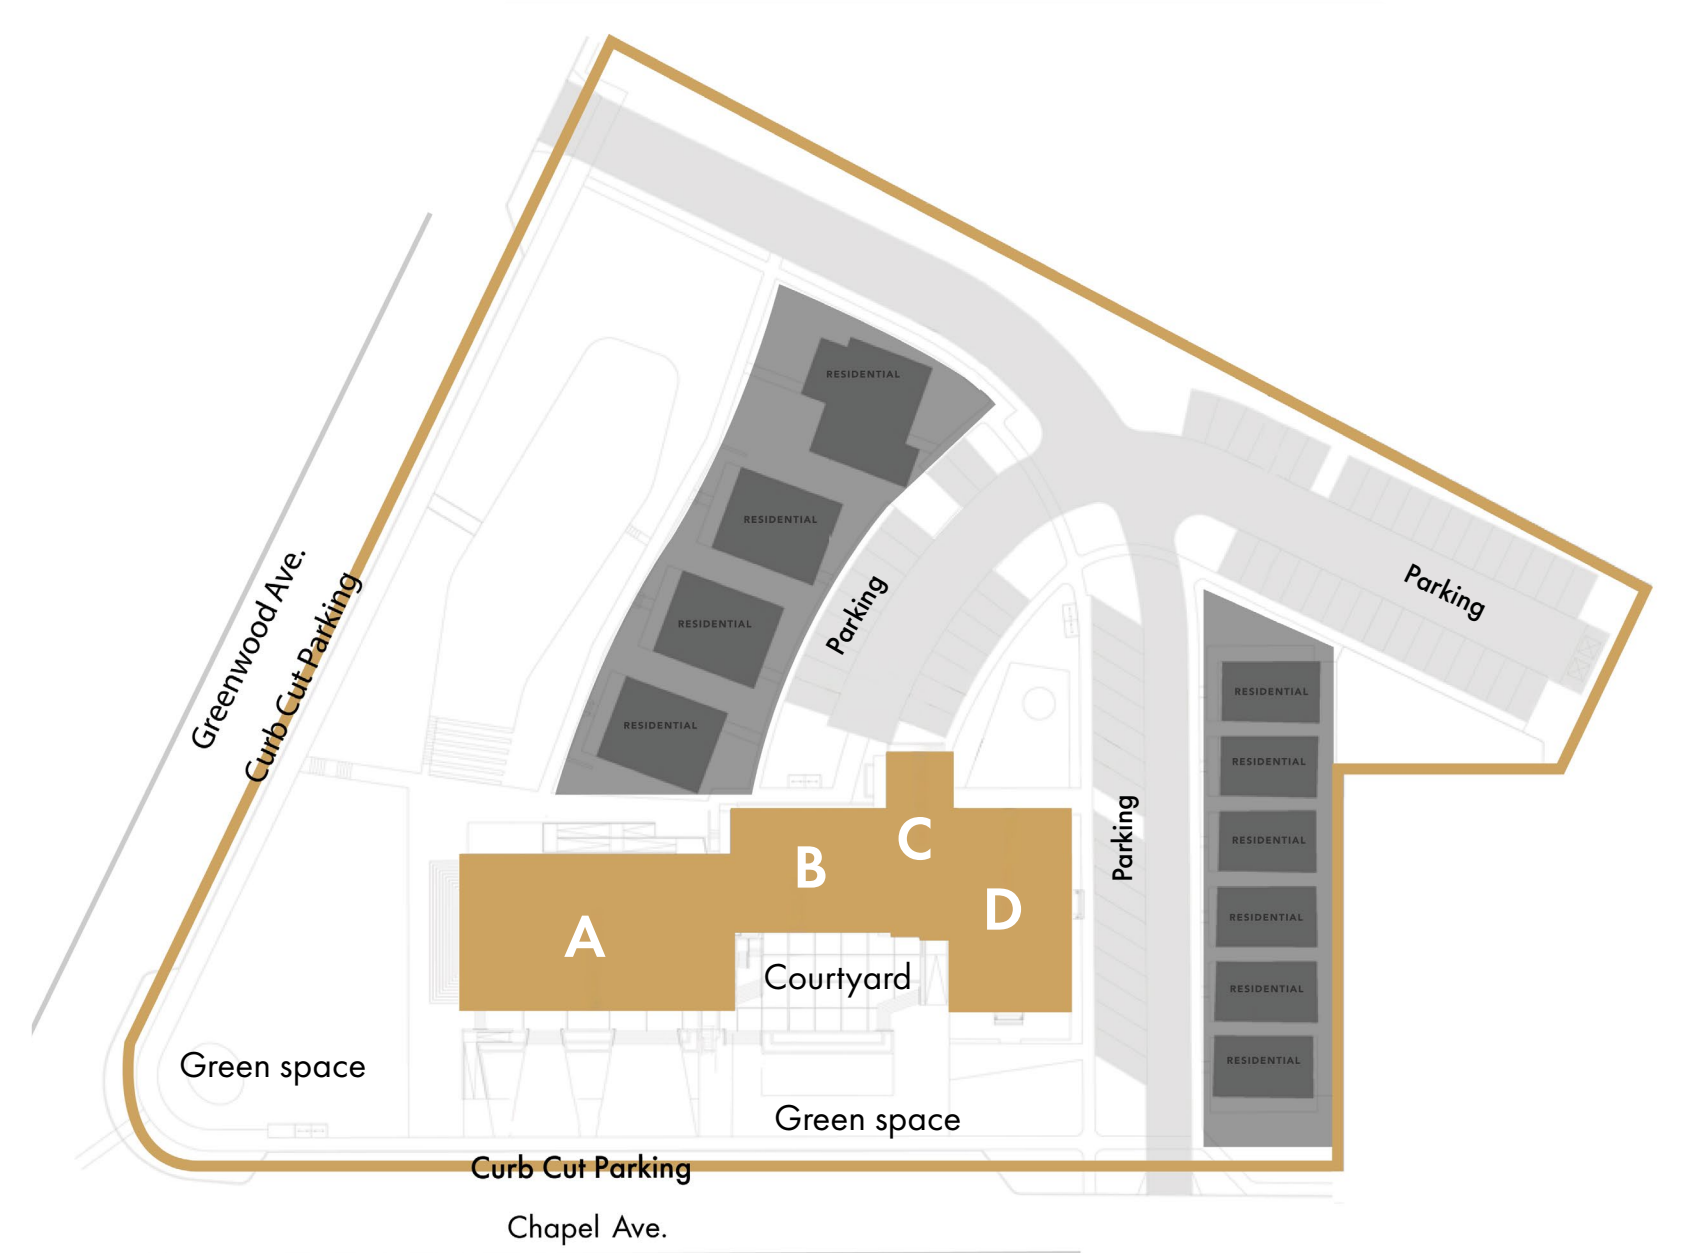 RESIDENTIAL
RESIDENTIAL
RESIDENTIAL
RESIDENTIAL
Greenwood Ave.
Curb Cut Parking
Parking
Parking
Parking
RESIDENTIAL
RESIDENTIAL
RESIDENTIAL
RESIDENTIAL
RESIDENTIAL
RESIDENTIAL
A
B
C
D
Courtyard
Green space
Green space
Curb Cut Parking
Chapel Ave.